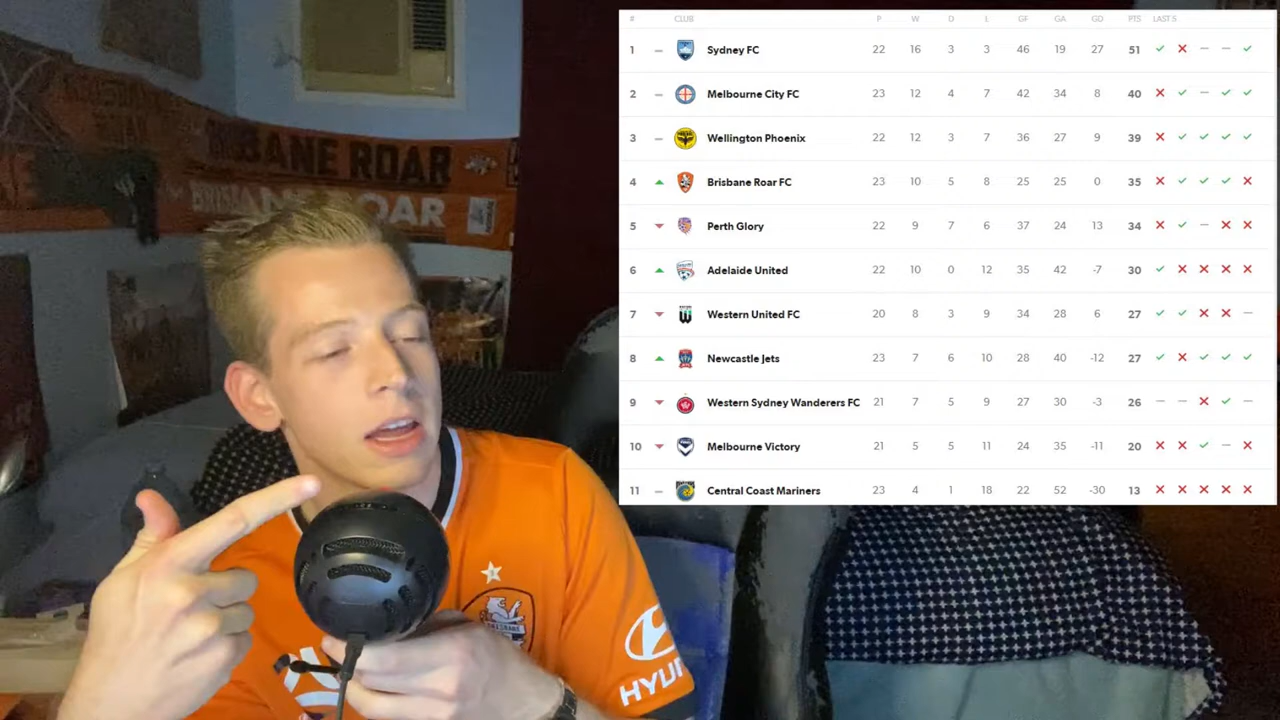 # CLUB P W D L GF GA GD PTS LAST 5
1 – Sydney FC 22 16 3 3 46 19 27 51
2 – Melbourne City FC 23 12 4 7 42 34 8 40
3 – Wellington Phoenix 22 12 3 7 36 27 9 39
4 Brisbane Roar FC 23 10 5 8 25 25 0 35
5 Perth Glory 22 9 7 6 37 24 13 34
6 Adelaide United 22 10 0 12 35 42 -7 30
7 Western United FC 20 8 3 9 34 28 6 27
8 Newcastle Jets 23 7 6 10 28 40 -12 27
9 Western Sydney Wanderers FC 21 7 5 9 27 30 -3 26
10 Melbourne Victory 21 5 5 11 24 35 -11 20
11 – Central Coast Mariners 23 4 1 18 22 52 -30 13
BRISBANE ROAR
BRISBANE ROAR
HYU